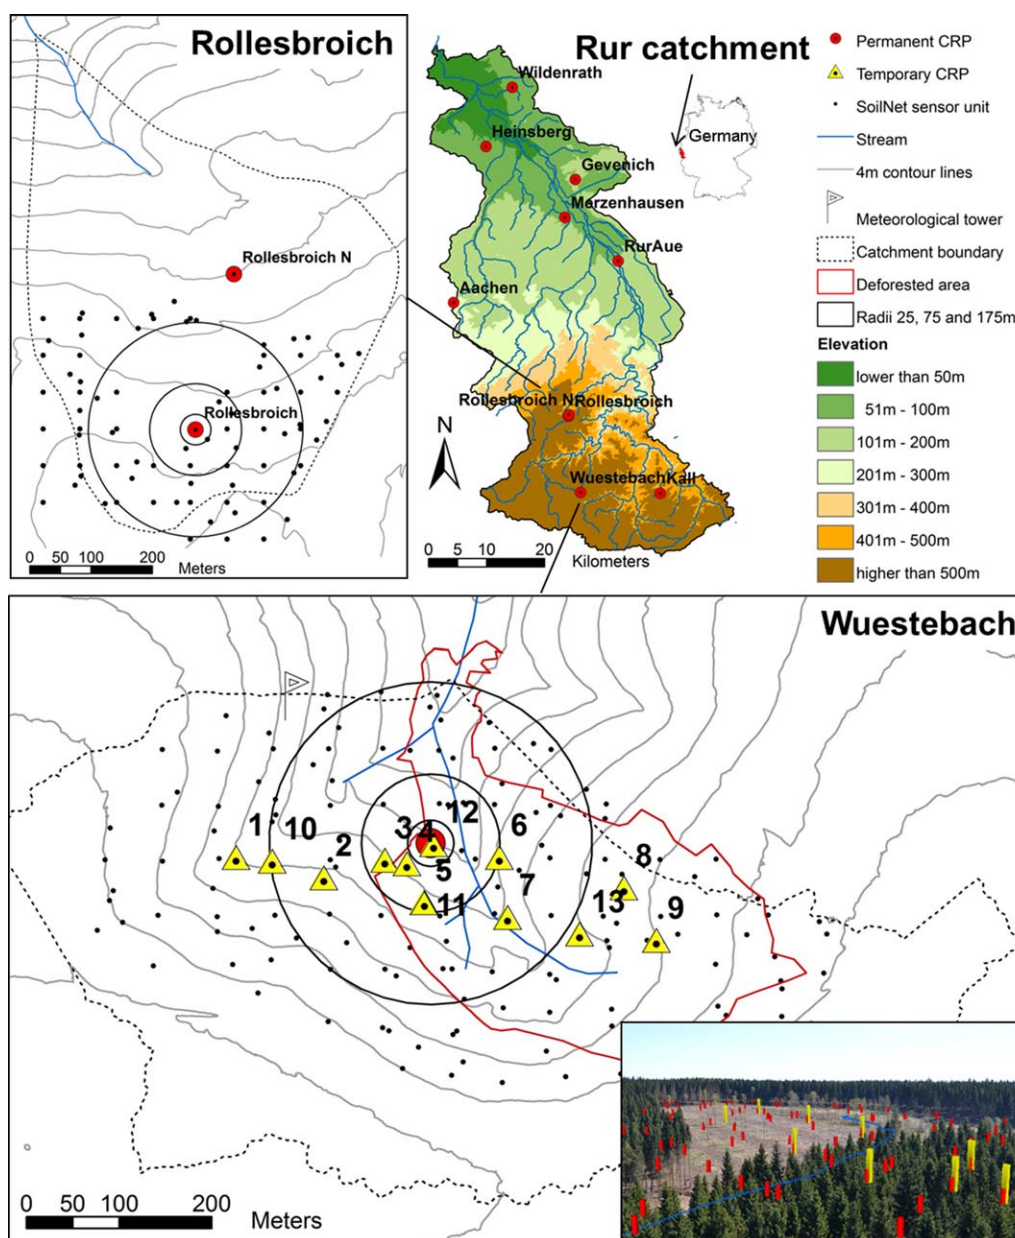 Rollesbroich
Rollesbroich N
Rollesbroich
0 50 100 200
Meters
Rur catchment
Wildenrath
Heinsberg
Gevenich
Merzenhausen
RurAue
Aachen
Rollesbroich N
Rollesbroich
Wuestebach
Kall
Germany
N
0 5 10 20
Kilometers
Permanent CRP
Temporary CRP
SoilNet sensor unit
Stream
4m contour lines
Meteorological tower
Catchment boundary
Deforested area
Radii 25, 75 and 175m
Elevation
lower than 50m
51m - 100m
101m - 200m
201m - 300m
301m - 400m
401m - 500m
higher than 500m
Wuestebach
1
10
2
3
4
12
5
11
6
7
8
13
9
0 50 100 200
Meters